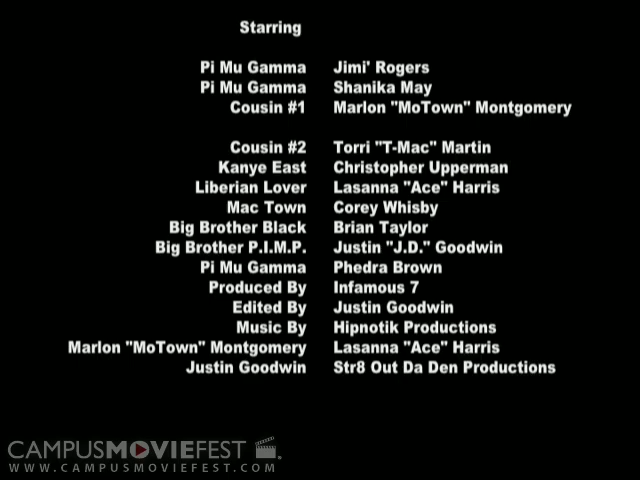 Starring
Pi Mu Gamma Jimi' Rogers
Pi Mu Gamma Shanika May
Cousin #1 Marlon "MoTown" Montgomery
Cousin #2 Torri "T-Mac" Martin
Kanye East Christopher Upperman
Liberian Lover Lasanna "Ace" Harris
Mac Town Corey Whisby
Big Brother Black Brian Taylor
Big Brother P.I.M.P. Justin "J.D." Goodwin
Pi Mu Gamma Phedra Brown
Produced By Infamous 7
Edited By Justin Goodwin
Music By Hipnotik Productions
Marlon "MoTown" Montgomery Lasanna "Ace" Harris
Justin Goodwin Str8 Out Da Den Productions
CAMPUSMOVIEFEST.
WWW.CAMPUSMOVIEFEST.COM